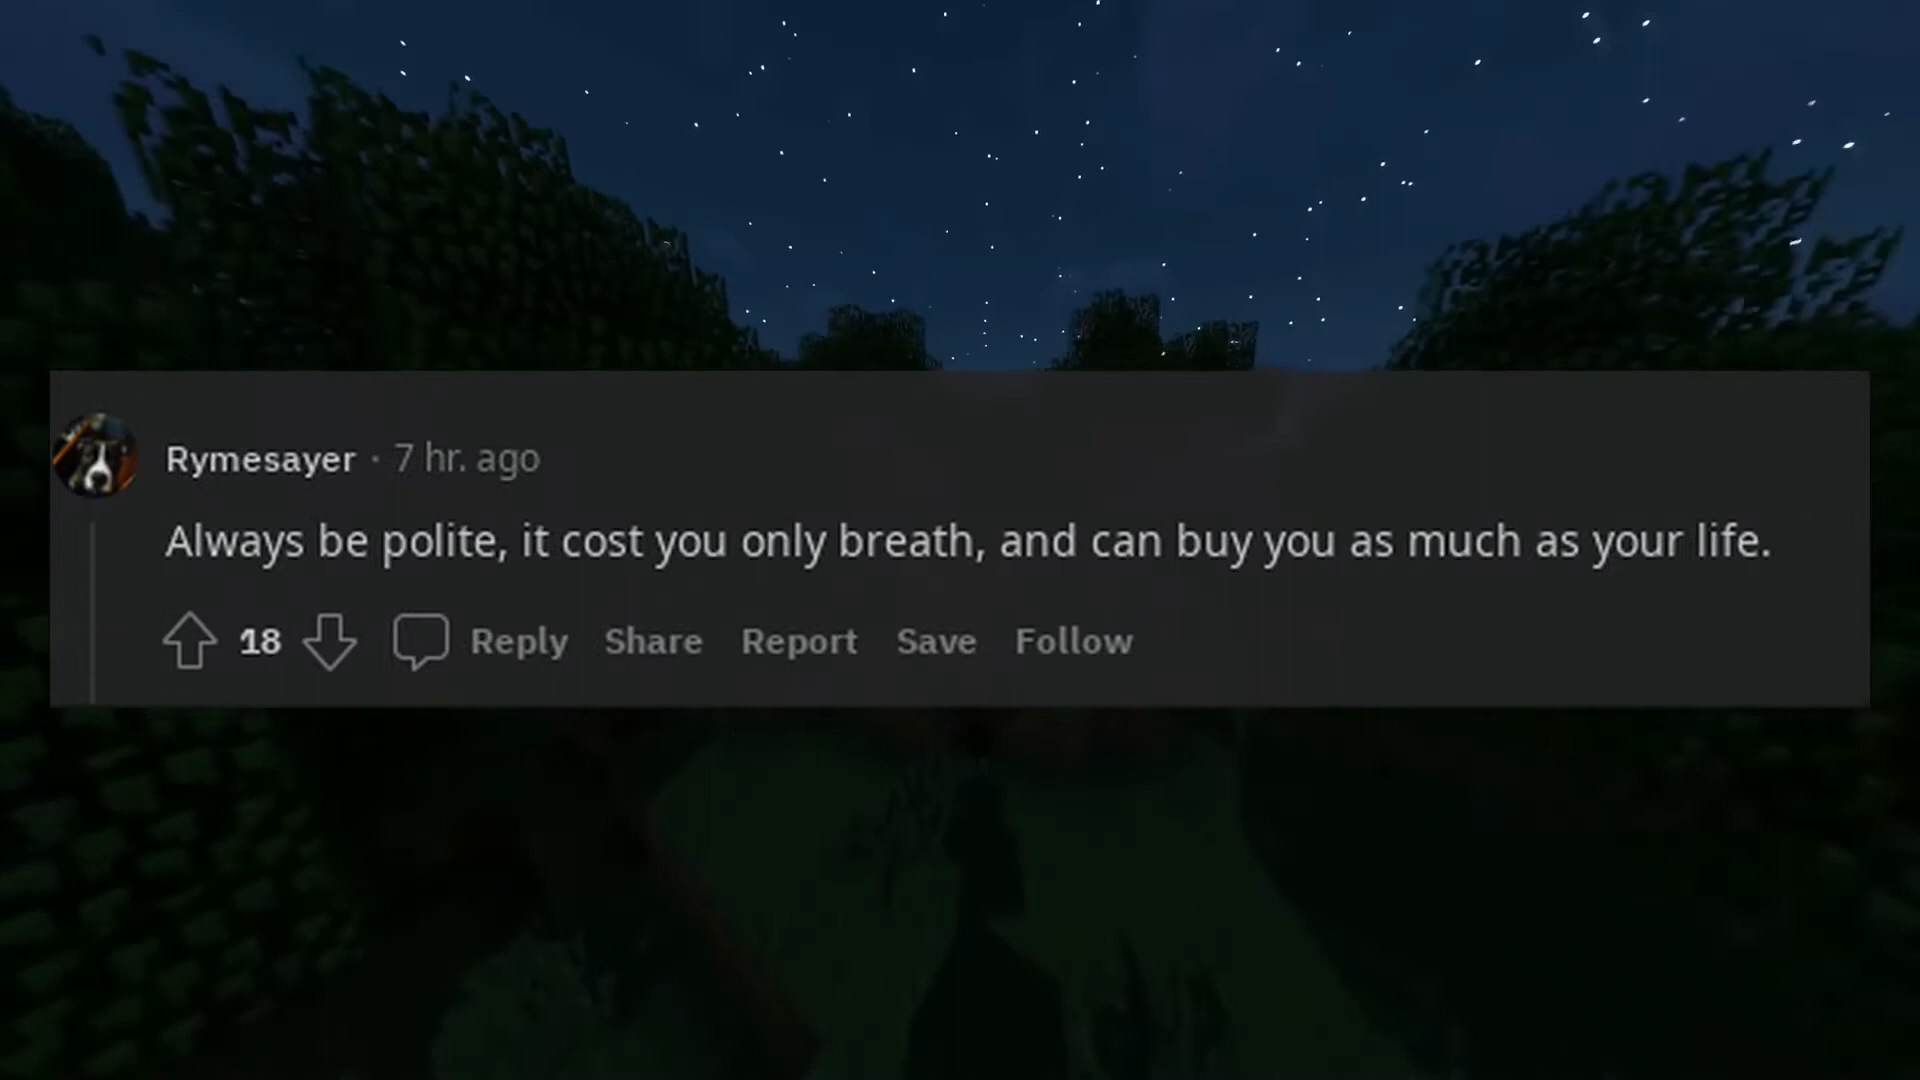 Rymesayer · 7 hr. ago
Always be polite, it cost you only breath, and can buy you as much as your life.
18 Reply Share Report Save Follow